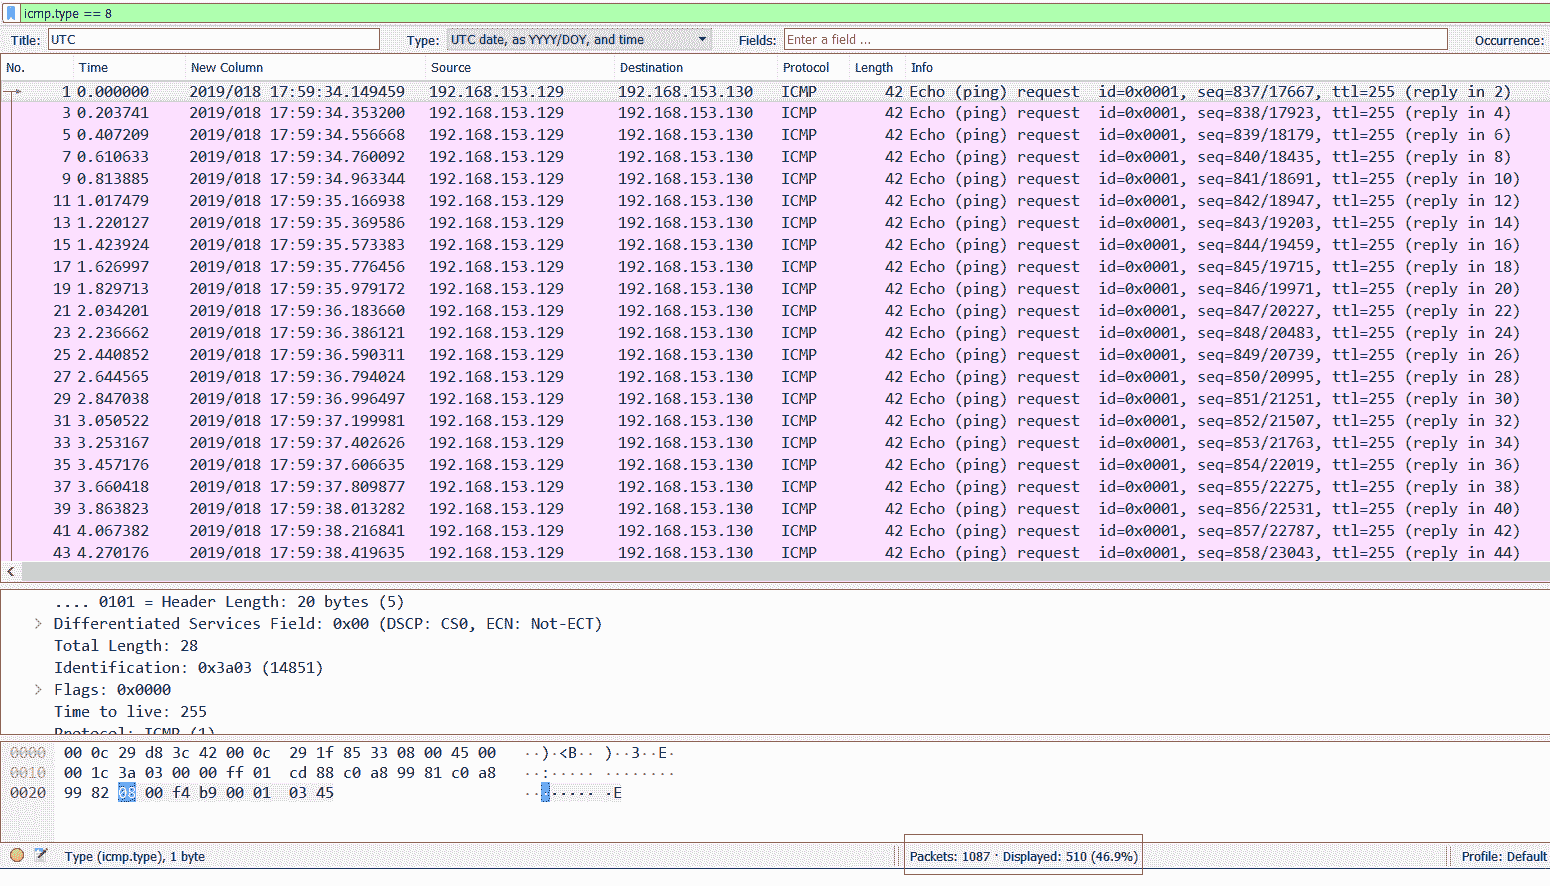 icmp.type == 8
Title: UTC Type: UTC date, as YYYY/DOY, and time Fields: Enter a field ... Occurrence:
No. Time New Column Source Destination Protocol Length Info
1 0.000000 2019/018 17:59:34.149459 192.168.153.129 192.168.153.130 ICMP 42 Echo (ping) request id=0x0001, seq=837/17667, ttl=255 (reply in 2)
3 0.203741 2019/018 17:59:34.353200 192.168.153.129 192.168.153.130 ICMP 42 Echo (ping) request id=0x0001, seq=838/17923, ttl=255 (reply in 4)
5 0.407209 2019/018 17:59:34.556668 192.168.153.129 192.168.153.130 ICMP 42 Echo (ping) request id=0x0001, seq=839/18179, ttl=255 (reply in 6)
7 0.610633 2019/018 17:59:34.760092 192.168.153.129 192.168.153.130 ICMP 42 Echo (ping) request id=0x0001, seq=840/18435, ttl=255 (reply in 8)
9 0.813885 2019/018 17:59:34.963344 192.168.153.129 192.168.153.130 ICMP 42 Echo (ping) request id=0x0001, seq=841/18691, ttl=255 (reply in 10)
11 1.017479 2019/018 17:59:35.166938 192.168.153.129 192.168.153.130 ICMP 42 Echo (ping) request id=0x0001, seq=842/18947, ttl=255 (reply in 12)
13 1.220127 2019/018 17:59:35.369586 192.168.153.129 192.168.153.130 ICMP 42 Echo (ping) request id=0x0001, seq=843/19203, ttl=255 (reply in 14)
15 1.423924 2019/018 17:59:35.573383 192.168.153.129 192.168.153.130 ICMP 42 Echo (ping) request id=0x0001, seq=844/19459, ttl=255 (reply in 16)
17 1.626997 2019/018 17:59:35.776456 192.168.153.129 192.168.153.130 ICMP 42 Echo (ping) request id=0x0001, seq=845/19715, ttl=255 (reply in 18)
19 1.829713 2019/018 17:59:35.979172 192.168.153.129 192.168.153.130 ICMP 42 Echo (ping) request id=0x0001, seq=846/19971, ttl=255 (reply in 20)
21 2.034201 2019/018 17:59:36.183660 192.168.153.129 192.168.153.130 ICMP 42 Echo (ping) request id=0x0001, seq=847/20227, ttl=255 (reply in 22)
23 2.236662 2019/018 17:59:36.386121 192.168.153.129 192.168.153.130 ICMP 42 Echo (ping) request id=0x0001, seq=848/20483, ttl=255 (reply in 24)
25 2.440852 2019/018 17:59:36.590311 192.168.153.129 192.168.153.130 ICMP 42 Echo (ping) request id=0x0001, seq=849/20739, ttl=255 (reply in 26)
27 2.644565 2019/018 17:59:36.794024 192.168.153.129 192.168.153.130 ICMP 42 Echo (ping) request id=0x0001, seq=850/20995, ttl=255 (reply in 28)
29 2.847038 2019/018 17:59:36.996497 192.168.153.129 192.168.153.130 ICMP 42 Echo (ping) request id=0x0001, seq=851/21251, ttl=255 (reply in 30)
31 3.050522 2019/018 17:59:37.199981 192.168.153.129 192.168.153.130 ICMP 42 Echo (ping) request id=0x0001, seq=852/21507, ttl=255 (reply in 32)
33 3.253167 2019/018 17:59:37.402626 192.168.153.129 192.168.153.130 ICMP 42 Echo (ping) request id=0x0001, seq=853/21763, ttl=255 (reply in 34)
35 3.457176 2019/018 17:59:37.606635 192.168.153.129 192.168.153.130 ICMP 42 Echo (ping) request id=0x0001, seq=854/22019, ttl=255 (reply in 36)
37 3.660418 2019/018 17:59:37.809877 192.168.153.129 192.168.153.130 ICMP 42 Echo (ping) request id=0x0001, seq=855/22275, ttl=255 (reply in 38)
39 3.863823 2019/018 17:59:38.013282 192.168.153.129 192.168.153.130 ICMP 42 Echo (ping) request id=0x0001, seq=856/22531, ttl=255 (reply in 40)
41 4.067382 2019/018 17:59:38.216841 192.168.153.129 192.168.153.130 ICMP 42 Echo (ping) request id=0x0001, seq=857/22787, ttl=255 (reply in 42)
43 4.270176 2019/018 17:59:38.419635 192.168.153.129 192.168.153.130 ICMP 42 Echo (ping) request id=0x0001, seq=858/23043, ttl=255 (reply in 44)
.... 0101 = Header Length: 20 bytes (5)
Differentiated Services Field: 0x00 (DSCP: CS0, ECN: Not-ECT)
Total Length: 28
Identification: 0x3a03 (14851)
Flags: 0x0000
Time to live: 255
Protocol: ICMP (1)
0000 00 0c 29 d8 3c 42 00 0c 29 1f 85 33 08 00 45 00 ··)·<B·· )··3··E·
0010 00 1c 3a 03 00 00 ff 01 cd 88 c0 a8 99 81 c0 a8 ··:····· ········
0020 99 82 08 00 f4 b9 00 01 03 45 ········ ·E
Type (icmp.type), 1 byte Packets: 1087 · Displayed: 510 (46.9%) Profile: Default